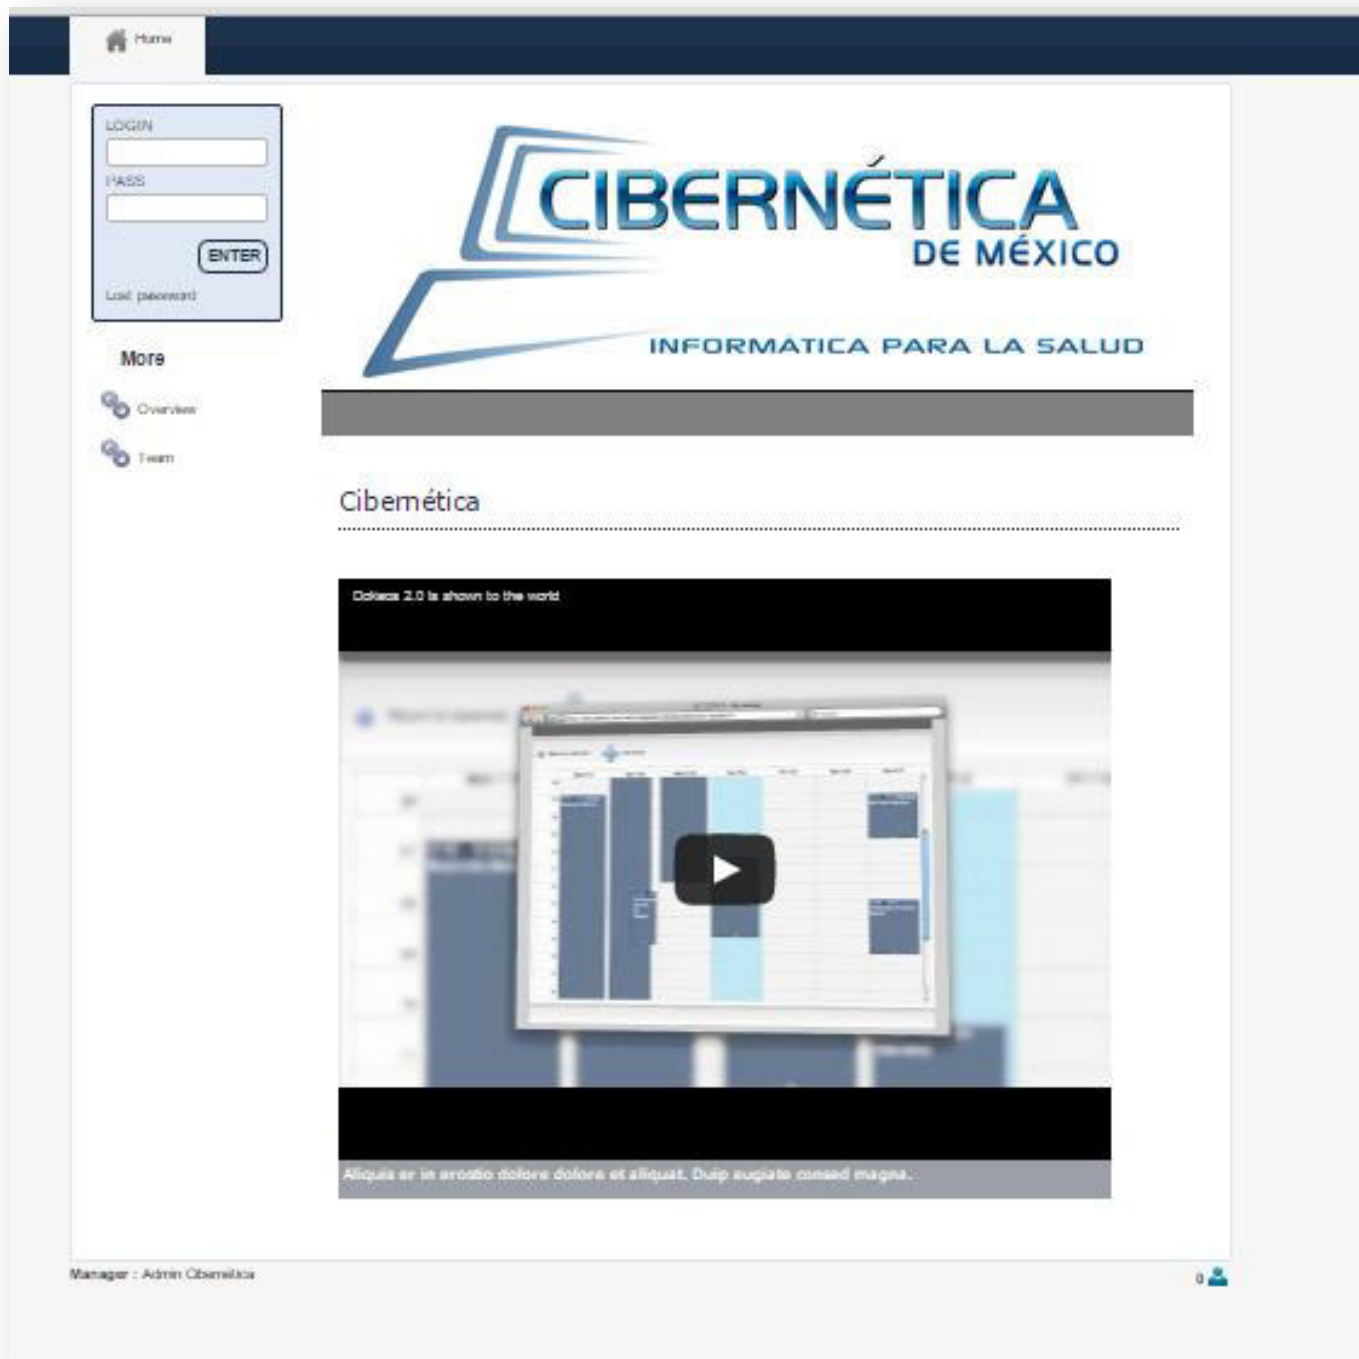 Home
LOGIN
PASS
ENTER
Lost password
More
Overview
Team
CIBERNÉTICA
DE MÉXICO
INFORMÁTICA PARA LA SALUD
Cibernética
Dokeos 2.0 is shown to the world
Aliquis er in erostio dolore dolore et aliquat. Duip eugiate consed magna.
Manager : Admin Cibernética
0